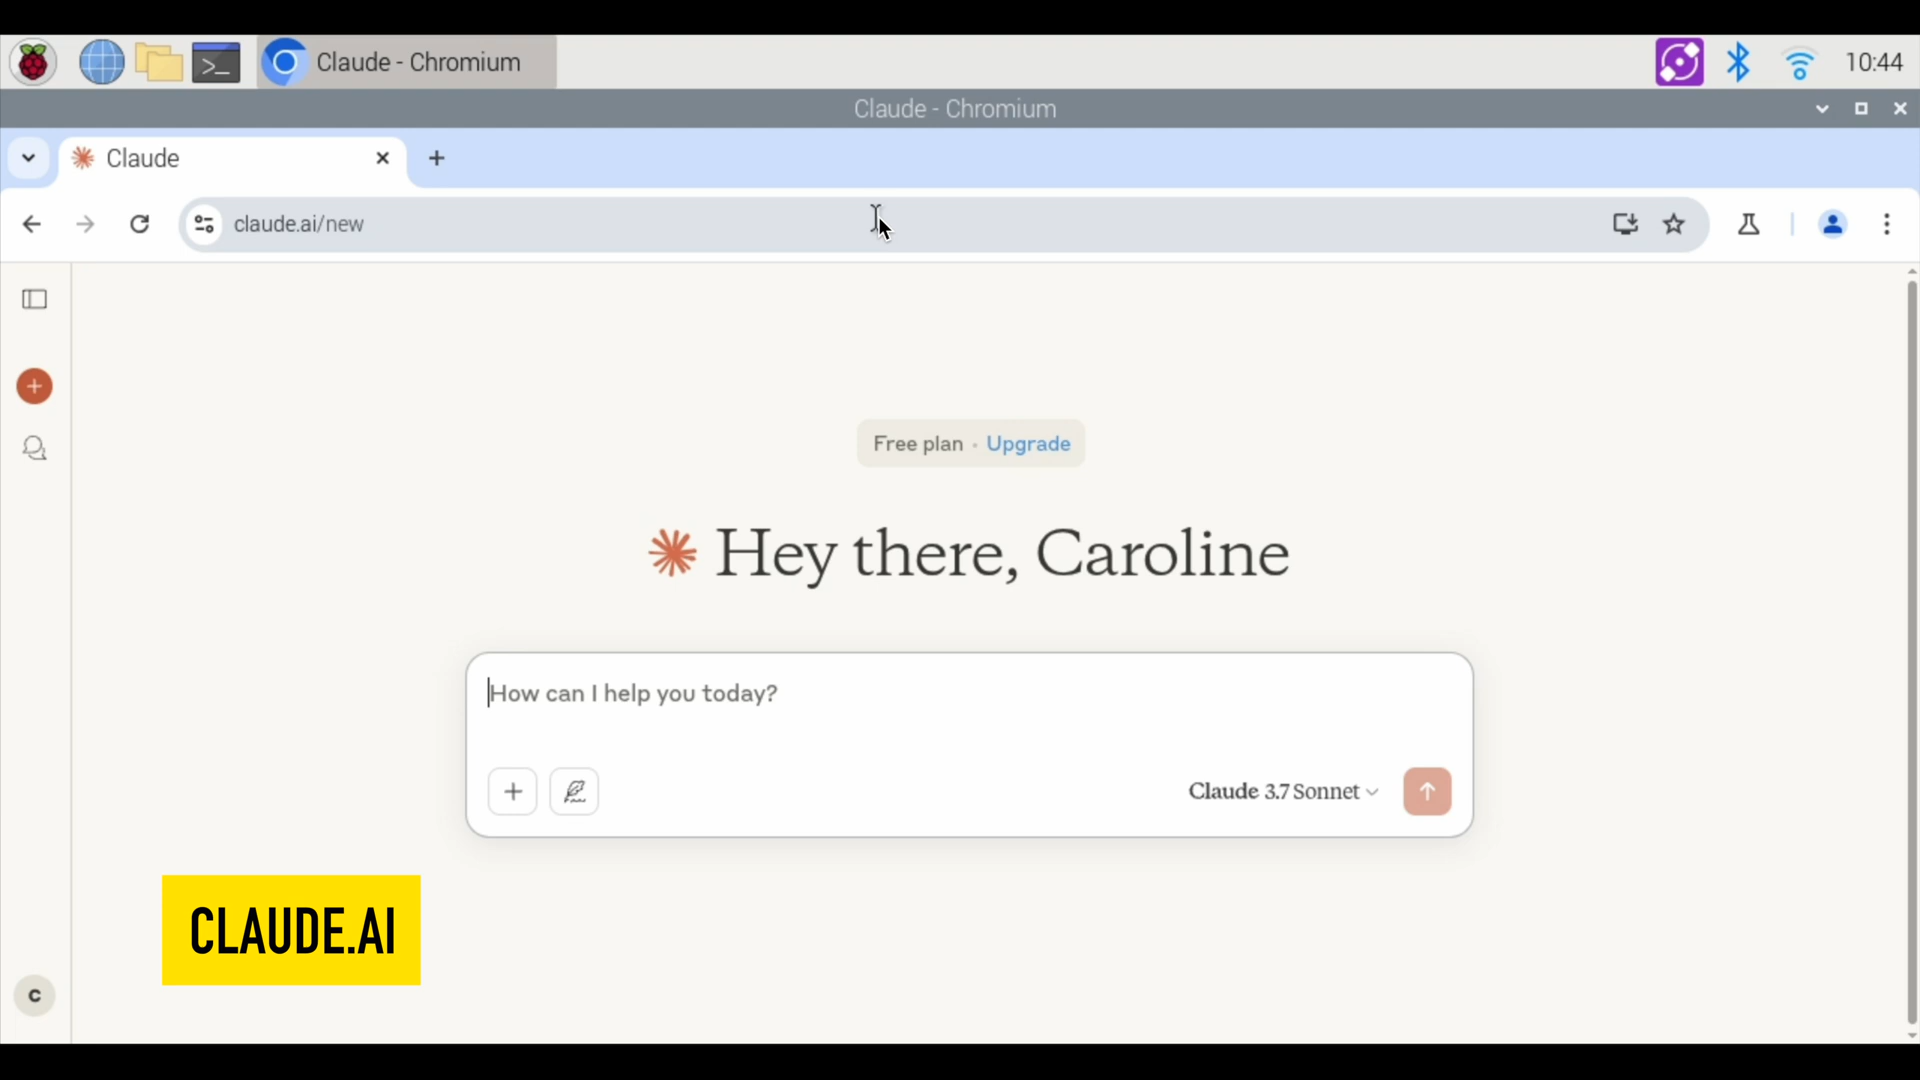 Claude - Chromium
10:44
Claude - Chromium
Claude
claude.ai/new
Free plan • Upgrade
Hey there, Caroline
How can I help you today?
Claude 3.7 Sonnet
CLAUDE.AI
C